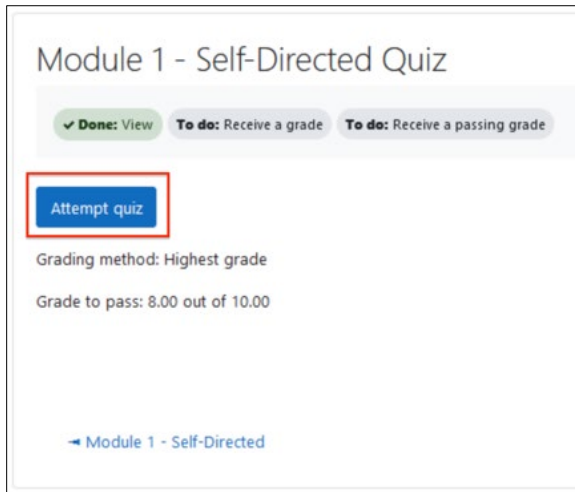 Module 1 - Self-Directed Quiz
✔ Done: View To do: Receive a grade To do: Receive a passing grade
Attempt quiz
Grading method: Highest grade
Grade to pass: 8.00 out of 10.00
◄ Module 1 - Self-Directed